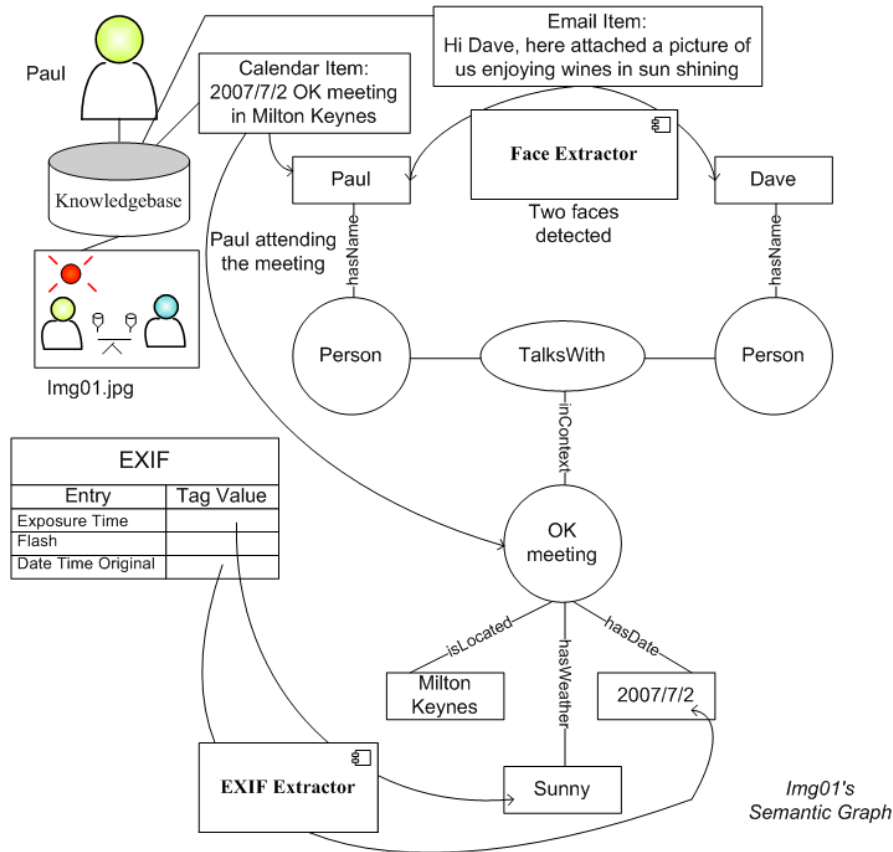 Email Item:
Hi Dave, here attached a picture of
us enjoying wines in sun shining
Paul
Calendar Item:
2007/7/2 OK meeting
in Milton Keynes
Face Extractor
Paul
Dave
Knowledgebase
Two faces
detected
Paul attending
the meeting
hasName
hasName
Person
TalksWith
Person
Img01.jpg
inContext
EXIF
Entry
Tag Value
Exposure Time
Flash
Date Time Original
OK
meeting
isLocated
hasWeather
hasDate
Milton
Keynes
2007/7/2
EXIF Extractor
Sunny
Img01's
Semantic Graph